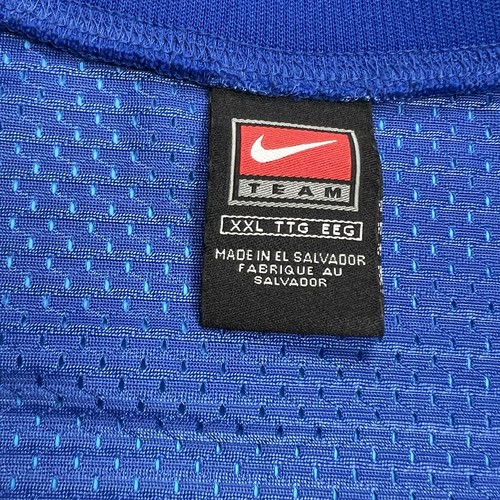 TEAM
XXL TTG EEG
MADE IN EL SALVADOR
FABRIQUE AU
SALVADOR